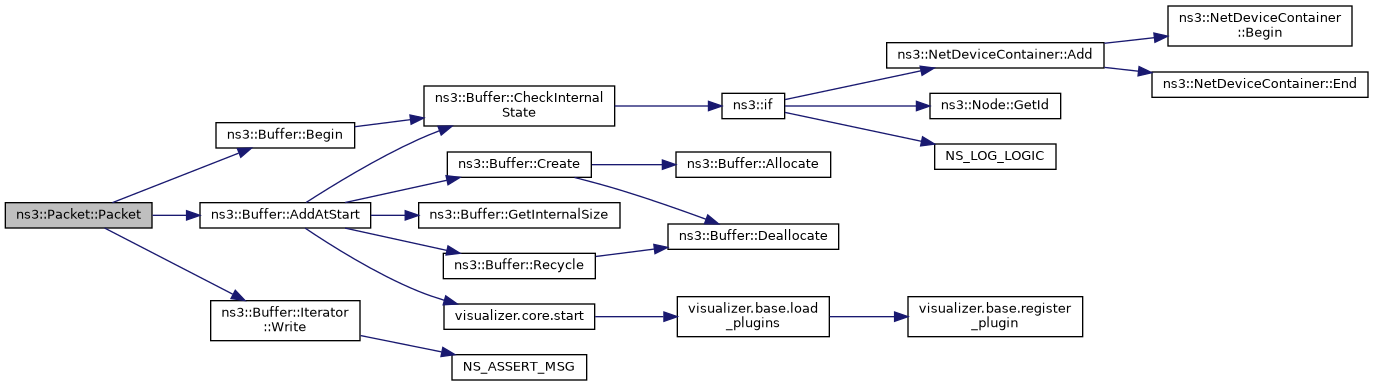 ns3::Packet::Packet
ns3::Buffer::Begin
ns3::Buffer::AddAtStart
ns3::Buffer::Iterator
::Write
ns3::Buffer::CheckInternal
State
ns3::Buffer::Create
ns3::Buffer::GetInternalSize
ns3::Buffer::Recycle
visualizer.core.start
NS_ASSERT_MSG
ns3::if
ns3::Buffer::Allocate
ns3::Buffer::Deallocate
visualizer.base.load
_plugins
ns3::NetDeviceContainer::Add
ns3::Node::GetId
NS_LOG_LOGIC
visualizer.base.register
_plugin
ns3::NetDeviceContainer
::Begin
ns3::NetDeviceContainer::End